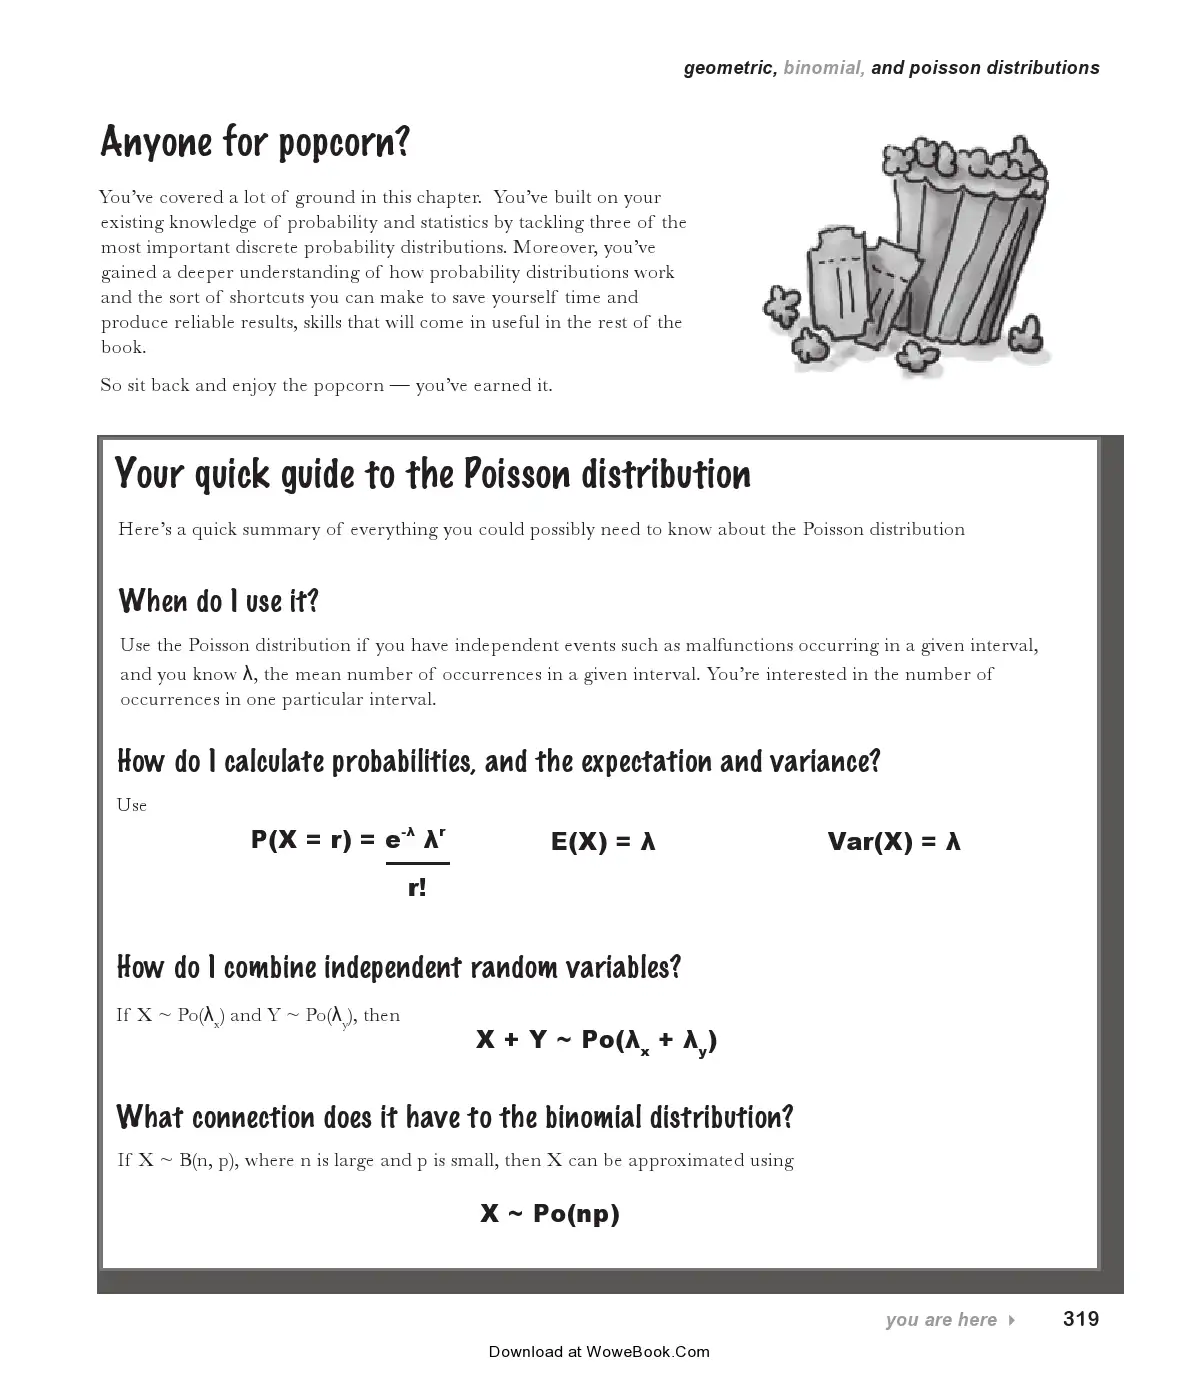 geometric, binomial, and poisson distributions
Anyone for popcorn?
You’ve covered a lot of ground in this chapter. You’ve built on your
existing knowledge of probability and statistics by tackling three of the
most important discrete probability distributions. Moreover, you’ve
gained a deeper understanding of how probability distributions work
and the sort of shortcuts you can make to save yourself time and
produce reliable results, skills that will come in useful in the rest of the
book.
So sit back and enjoy the popcorn — you’ve earned it.
Your quick guide to the Poisson distribution
Here’s a quick summary of everything you could possibly need to know about the Poisson distribution
When do I use it?
Use the Poisson distribution if you have independent events such as malfunctions occurring in a given interval,
and you know λ, the mean number of occurrences in a given interval. You’re interested in the number of
occurrences in one particular interval.
How do I calculate probabilities, and the expectation and variance?
Use
P(X = r) = e^-λ λ^r E(X) = λ Var(X) = λ
r!
How do I combine independent random variables?
If X ~ Po(λx) and Y ~ Po(λy), then
X + Y ~ Po(λx + λy)
What connection does it have to the binomial distribution?
If X ~ B(n, p), where n is large and p is small, then X can be approximated using
X ~ Po(np)
you are here ▸ 319
Download at WoweBook.Com